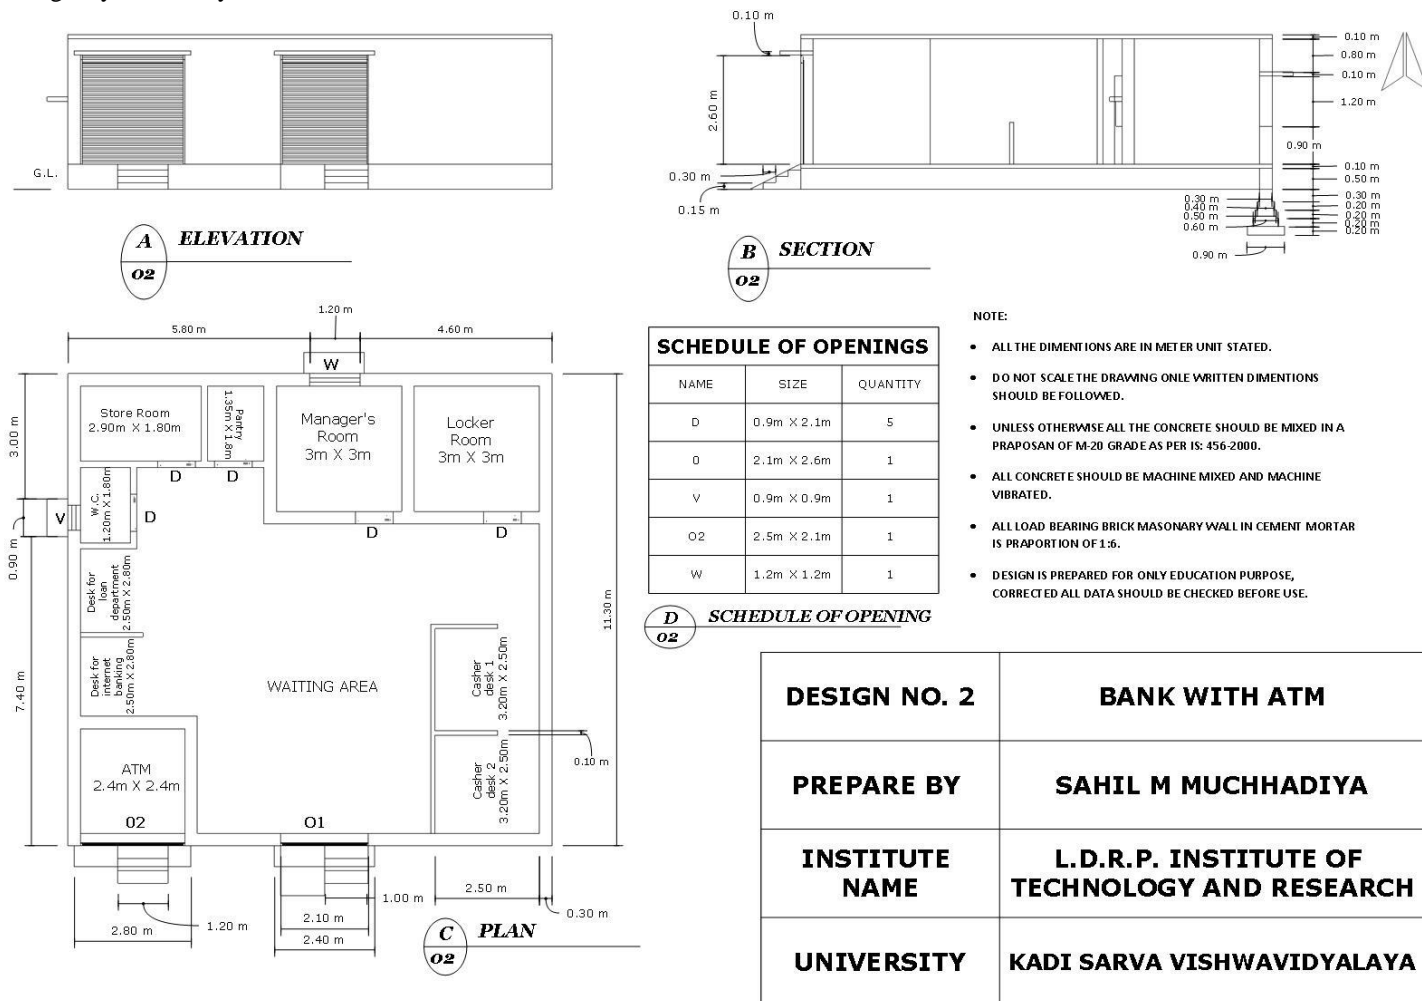 0.10 m
2.60 m
0.30 m
0.15 m
0.10 m
0.80 m
0.10 m
1.20 m
0.90 m
0.10 m
0.50 m
0.30 m
0.20 m
0.20 m
0.20 m
0.20 m
0.30 m
0.40 m
0.50 m
0.60 m
0.90 m
G.L.
A
02
ELEVATION
B
02
SECTION
1.20 m
5.80 m
4.60 m
W
3.00 m
Store Room
2.90m X 1.80m
Pantry
1.35m X 1.8m
Manager's
Room
3m X 3m
Locker
Room
3m X 3m
D
D
W.C.
1.20m X 1.80m
V
D
D
D
0.90 m
Desk for
loan
department
2.50m X 2.80m
Desk for
internet
banking
2.50m X 2.80m
7.40 m
11.30 m
WAITING AREA
Casher
desk 1
3.20m X 2.50m
Casher
desk 2
3.20m X 2.50m
0.10 m
ATM
2.4m X 2.4m
02
O1
1.20 m
2.80 m
1.00 m
2.10 m
2.40 m
2.50 m
0.30 m
C
02
PLAN
SCHEDULE OF OPENINGS
NAME SIZE QUANTITY
D 0.9m X 2.1m 5
0 2.1m X 2.6m 1
V 0.9m X 0.9m 1
O2 2.5m X 2.1m 1
W 1.2m X 1.2m 1
D
02
SCHEDULE OF OPENING
NOTE:
• ALL THE DIMENTIONS ARE IN METER UNIT STATED.
• DO NOT SCALE THE DRAWING ONLE WRITTEN DIMENTIONS
SHOULD BE FOLLOWED.
• UNLESS OTHERWISE ALL THE CONCRETE SHOULD BE MIXED IN A
PRAPOSAN OF M-20 GRADE AS PER IS: 456-2000.
• ALL CONCRETE SHOULD BE MACHINE MIXED AND MACHINE
VIBRATED.
• ALL LOAD BEARING BRICK MASONARY WALL IN CEMENT MORTAR
IS PRAPORTION OF 1:6.
• DESIGN IS PREPARED FOR ONLY EDUCATION PURPOSE,
CORRECTED ALL DATA SHOULD BE CHECKED BEFORE USE.
DESIGN NO. 2 BANK WITH ATM
PREPARE BY SAHIL M MUCHHADIYA
INSTITUTE
NAME
L.D.R.P. INSTITUTE OF
TECHNOLOGY AND RESEARCH
UNIVERSITY KADI SARVA VISHWAVIDYALAYA